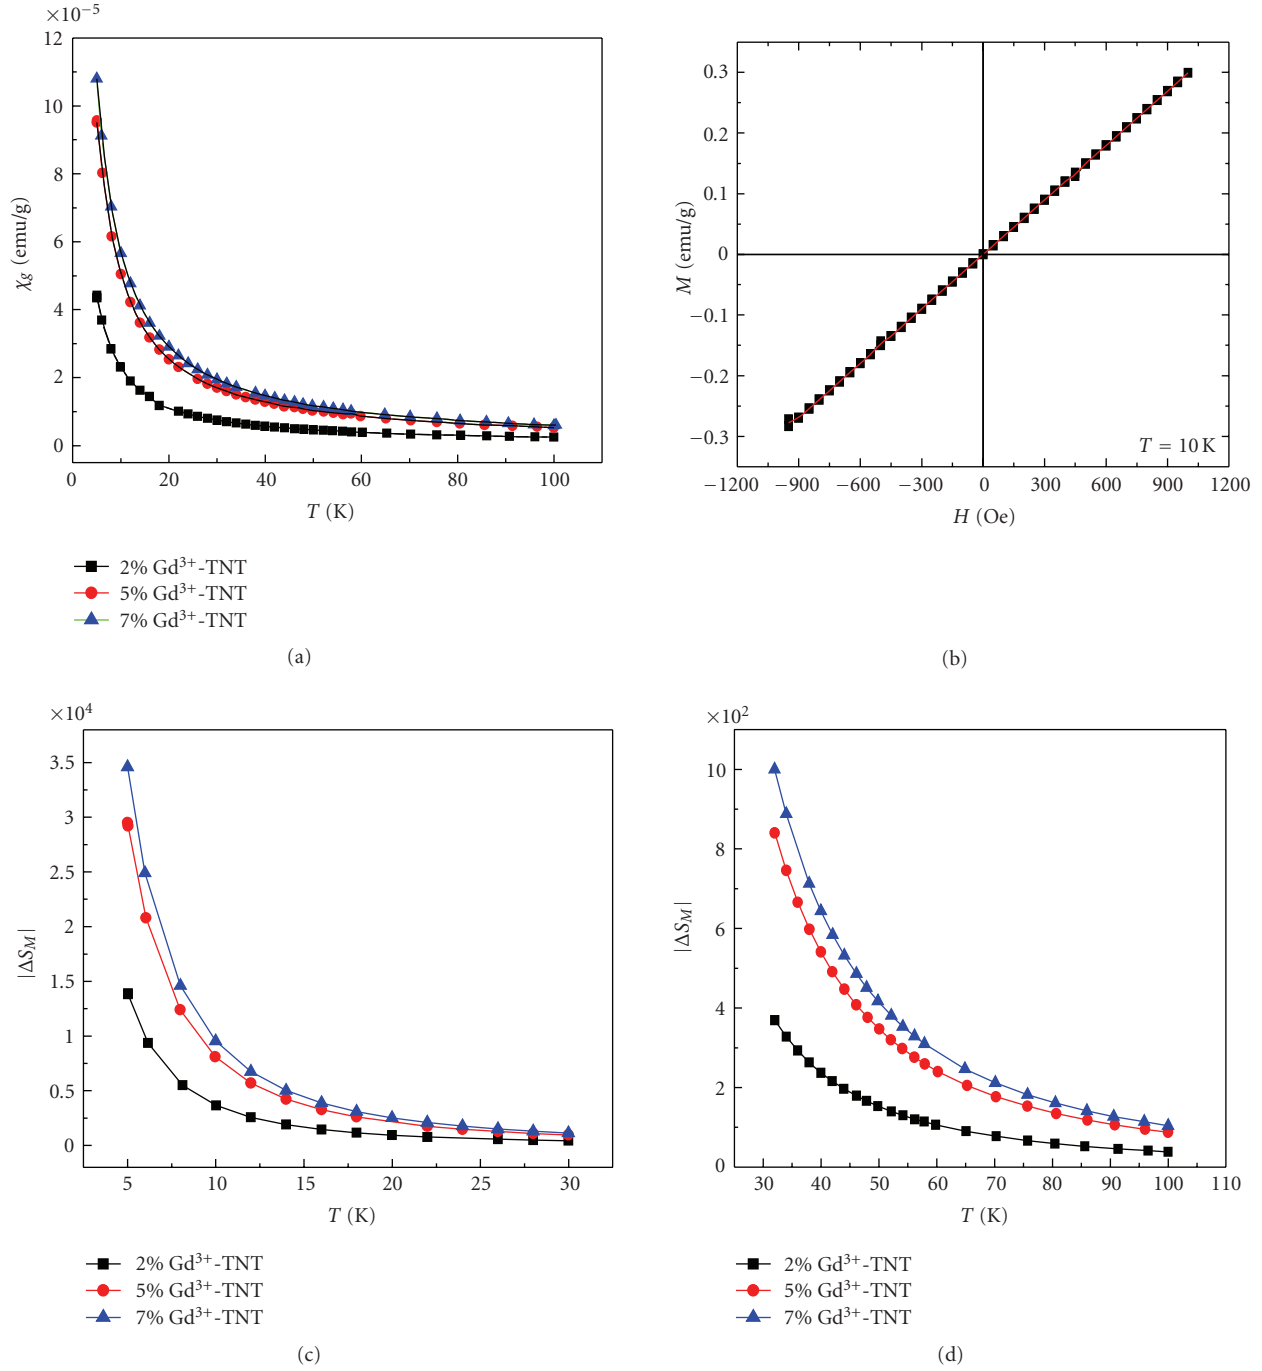 ×10⁻⁵
12
10
8
6
4
2
0
χg (emu/g)
0 20 40 60 80 100
T (K)
2% Gd³⁺-TNT
5% Gd³⁺-TNT
7% Gd³⁺-TNT
(a)
0.3
0.2
0.1
0
−0.1
−0.2
−0.3
M (emu/g)
T = 10 K
−1200 −900 −600 −300 0 300 600 900 1200
H (Oe)
(b)
×10⁴
3.5
3
2.5
2
1.5
1
0.5
0
|ΔSM|
5 10 15 20 25 30
T (K)
2% Gd³⁺-TNT
5% Gd³⁺-TNT
7% Gd³⁺-TNT
(c)
×10²
10
8
6
4
2
0
|ΔSM|
30 40 50 60 70 80 90 100 110
T (K)
2% Gd³⁺-TNT
5% Gd³⁺-TNT
7% Gd³⁺-TNT
(d)